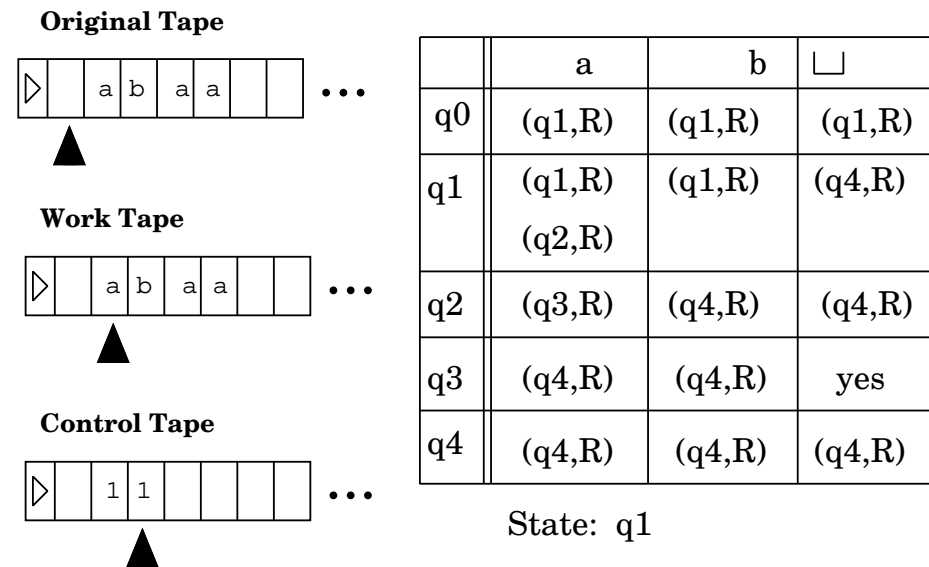 Original Tape
▷ a b a a ...
Work Tape
▷ a b a a ...
Control Tape
▷ 1 1 ...
a b ⊔
q0 (q1,R) (q1,R) (q1,R)
q1 (q1,R) (q1,R) (q4,R)
(q2,R)
q2 (q3,R) (q4,R) (q4,R)
q3 (q4,R) (q4,R) yes
q4 (q4,R) (q4,R) (q4,R)
State: q1